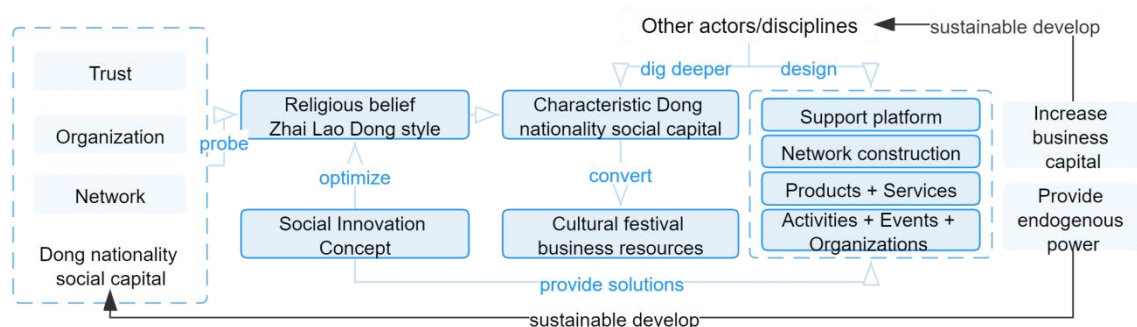 Other actors/disciplines
sustainable develop
Trust
Organization
Network
Dong nationality
social capital
probe
Religious belief
Zhai Lao Dong style
optimize
Social Innovation
Concept
dig deeper
design
Characteristic Dong
nationality social capital
convert
Cultural festival
business resources
Support platform
Network construction
Products + Services
Activities + Events +
Organizations
Increase
business
capital
Provide
endogenous
power
provide solutions
sustainable develop